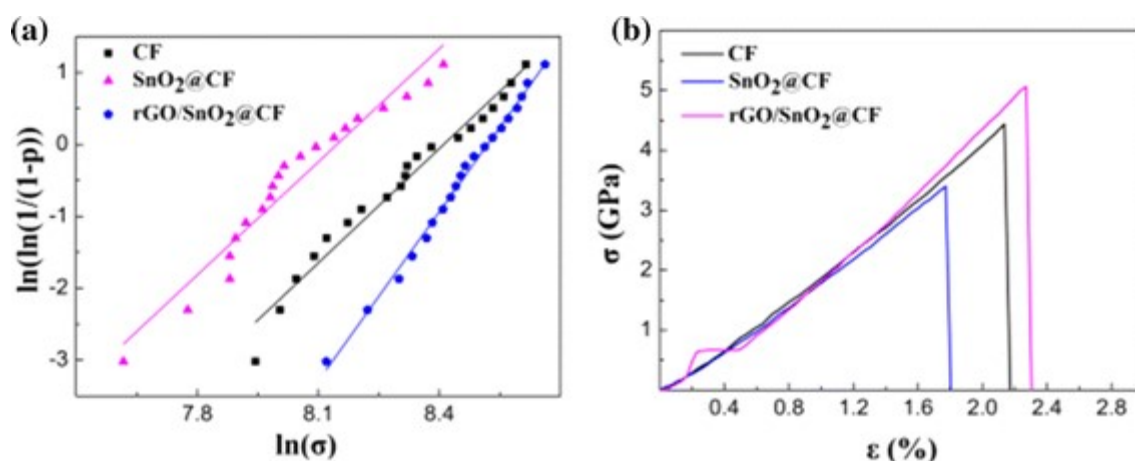 (a)
CF
SnO₂@CF
rGO/SnO₂@CF
ln(ln(1/(1-p)
1
0
-1
-2
-3
7.8 8.1 8.4
ln(σ)
(b)
CF
SnO₂@CF
rGO/SnO₂@CF
σ (GPa)
5
4
3
2
1
0.4 0.8 1.2 1.6 2.0 2.4 2.8
ε (%)